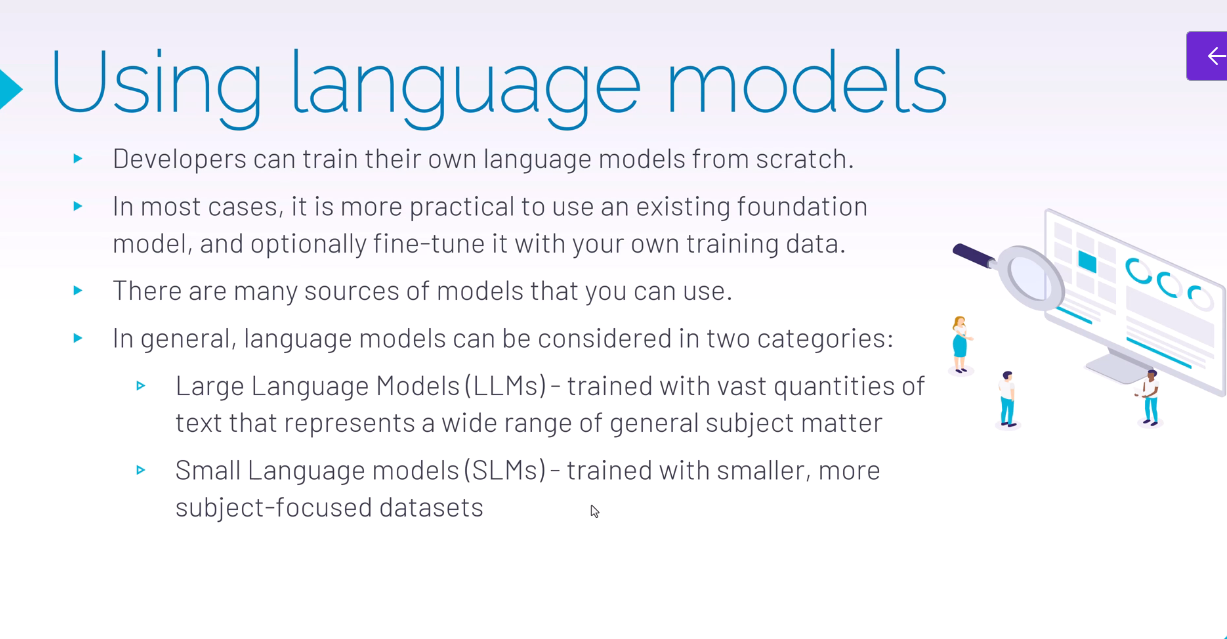 Using language models
Developers can train their own language models from scratch.
In most cases, it is more practical to use an existing foundation
model, and optionally fine-tune it with your own training data.
There are many sources of models that you can use.
In general, language models can be considered in two categories:
Large Language Models (LLMs) - trained with vast quantities of
text that represents a wide range of general subject matter
Small Language models (SLMs) - trained with smaller, more
subject-focused datasets